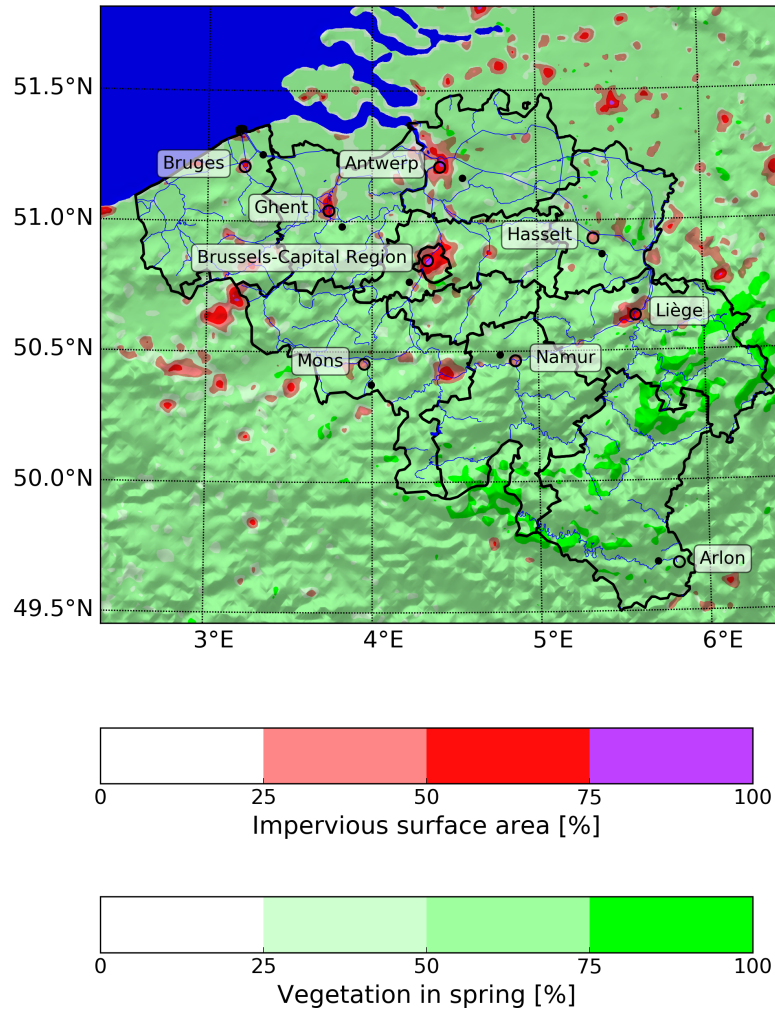 51.5°N
Bruges
Antwerp
51.0°N
Ghent
Hasselt
Brussels-Capital Region
Liège
50.5°N
Mons
Namur
50.0°N
Arlon
49.5°N
3°E 4°E 5°E 6°E
0 25 50 75 100
Impervious surface area [%]
0 25 50 75 100
Vegetation in spring [%]